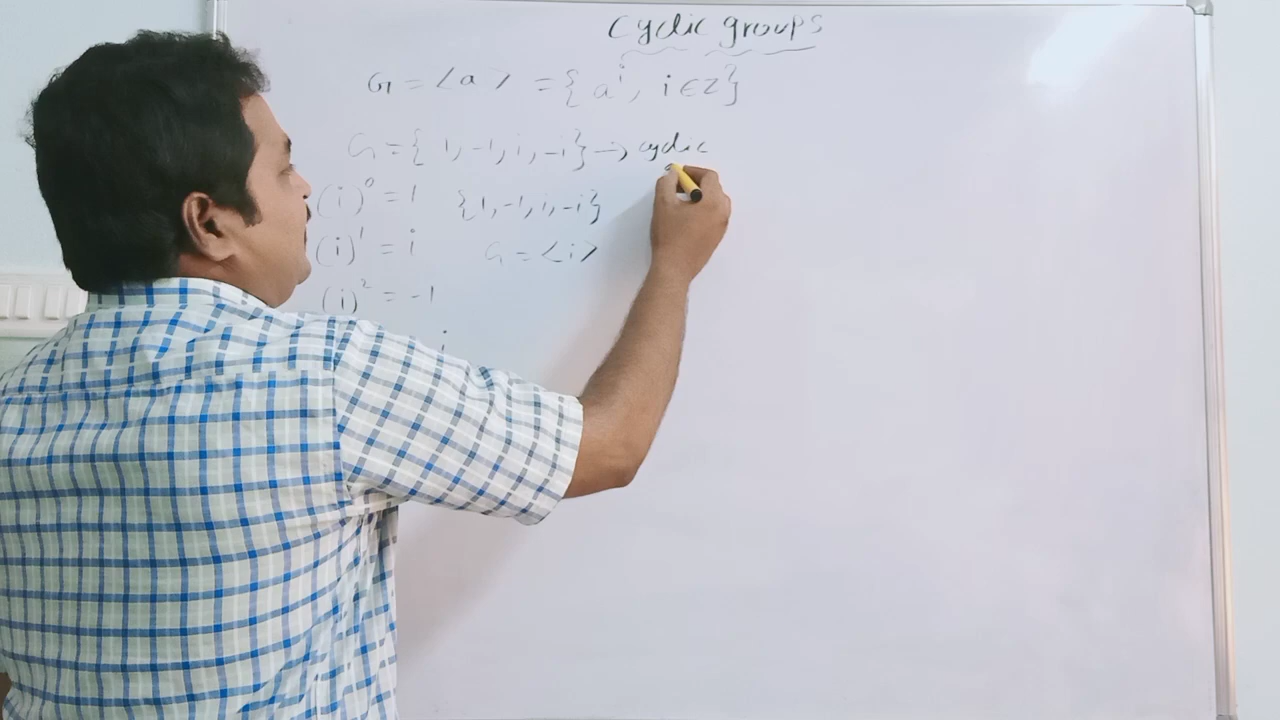 Cyclic groups
G = <a> = {a^i, i ∈ Z}
G = {1, -1, i, -i} → cyclic
(i)^0 = 1 {1, -1, i, -i}
(i)^1 = i G = <i>
(i)^2 = -1
i